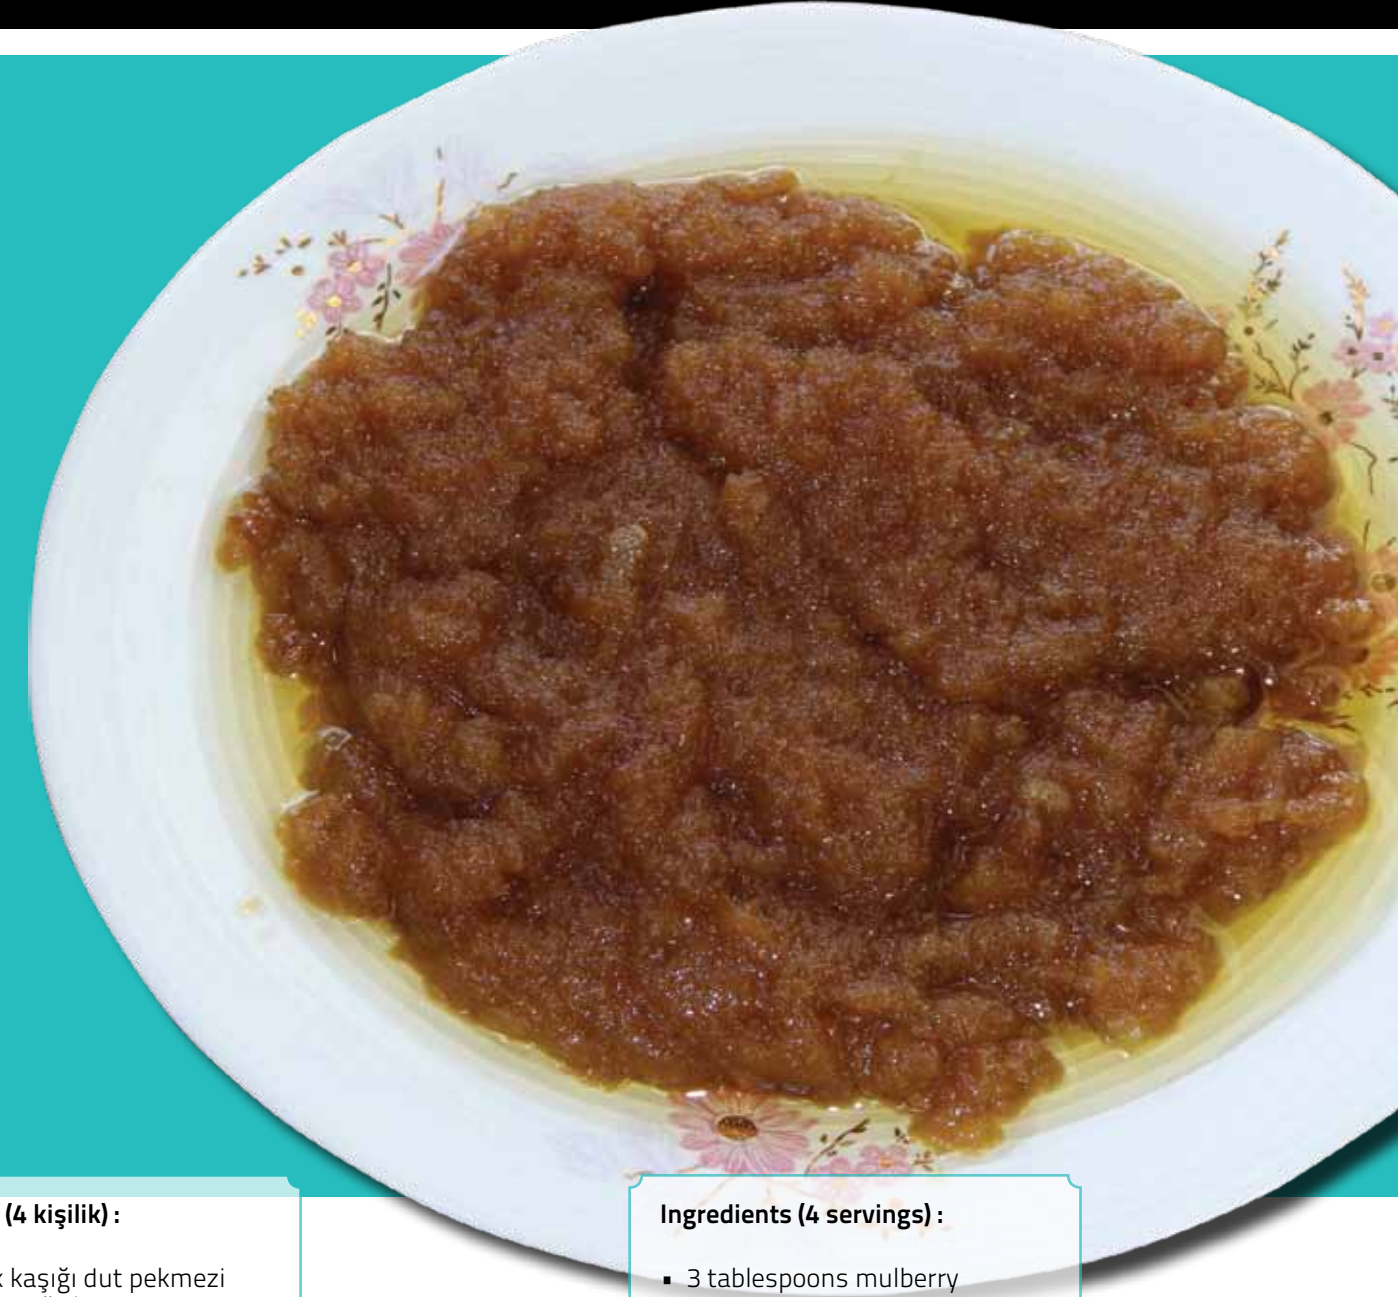 (4 kişilik) :
kaşığı dut pekmezi
Ingredients (4 servings) :
▪ 3 tablespoons mulberry